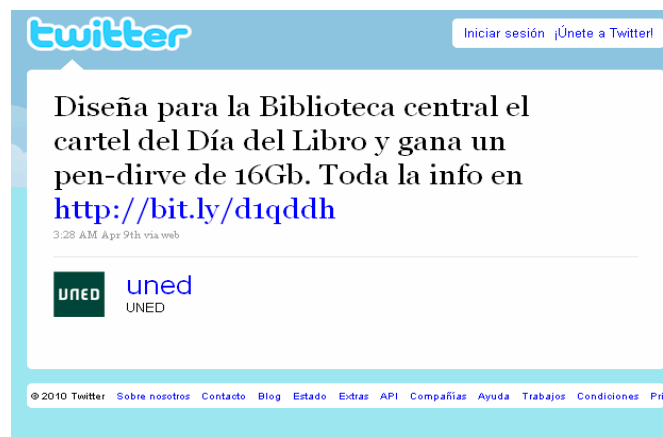 twitter
Iniciar sesión ¡Únete a Twitter!
Diseña para la Biblioteca central el
cartel del Día del Libro y gana un
pen-dirve de 16Gb. Toda la info en
http://bit.ly/d1qddh
3:28 AM Apr 9th via web
UNED
uned
UNED
© 2010 Twitter Sobre nosotros Contacto Blog Estado Extras API Compañías Ayuda Trabajos Condiciones